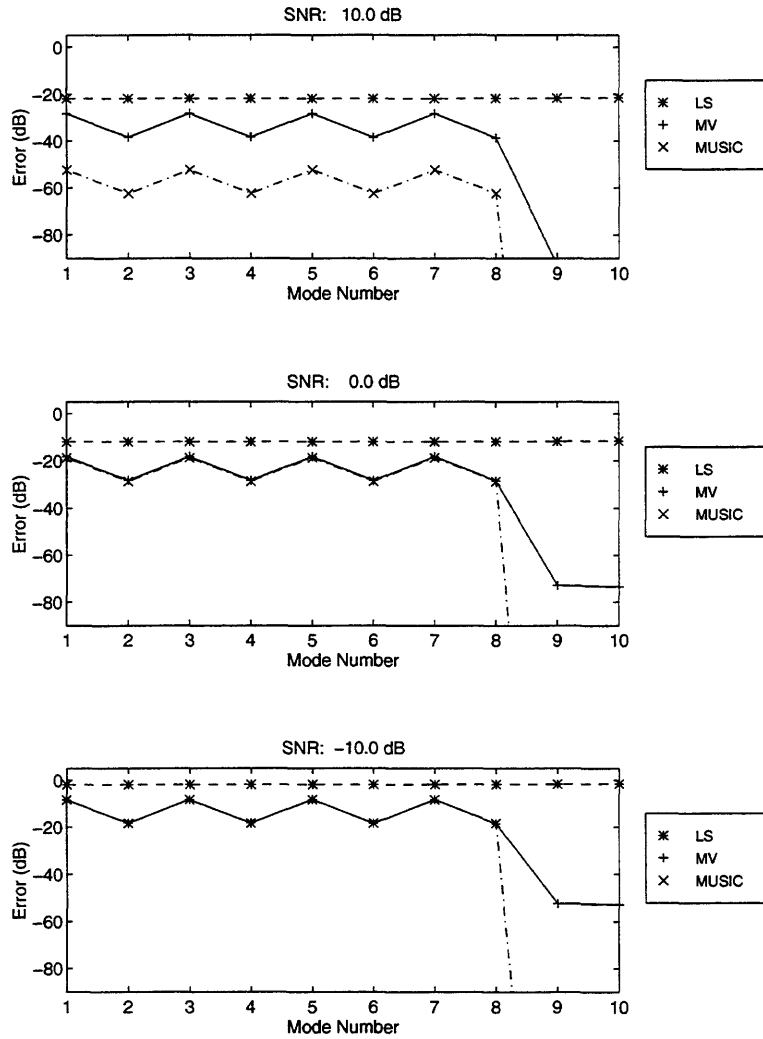 SNR: 10.0 dB
0
−20
−40
−60
−80
Error (dB)
1 2 3 4 5 6 7 8 9 10
Mode Number
LS
MV
MUSIC
SNR: 0.0 dB
0
−20
−40
−60
−80
Error (dB)
1 2 3 4 5 6 7 8 9 10
Mode Number
LS
MV
MUSIC
SNR: −10.0 dB
0
−20
−40
−60
−80
Error (dB)
1 2 3 4 5 6 7 8 9 10
Mode Number
LS
MV
MUSIC